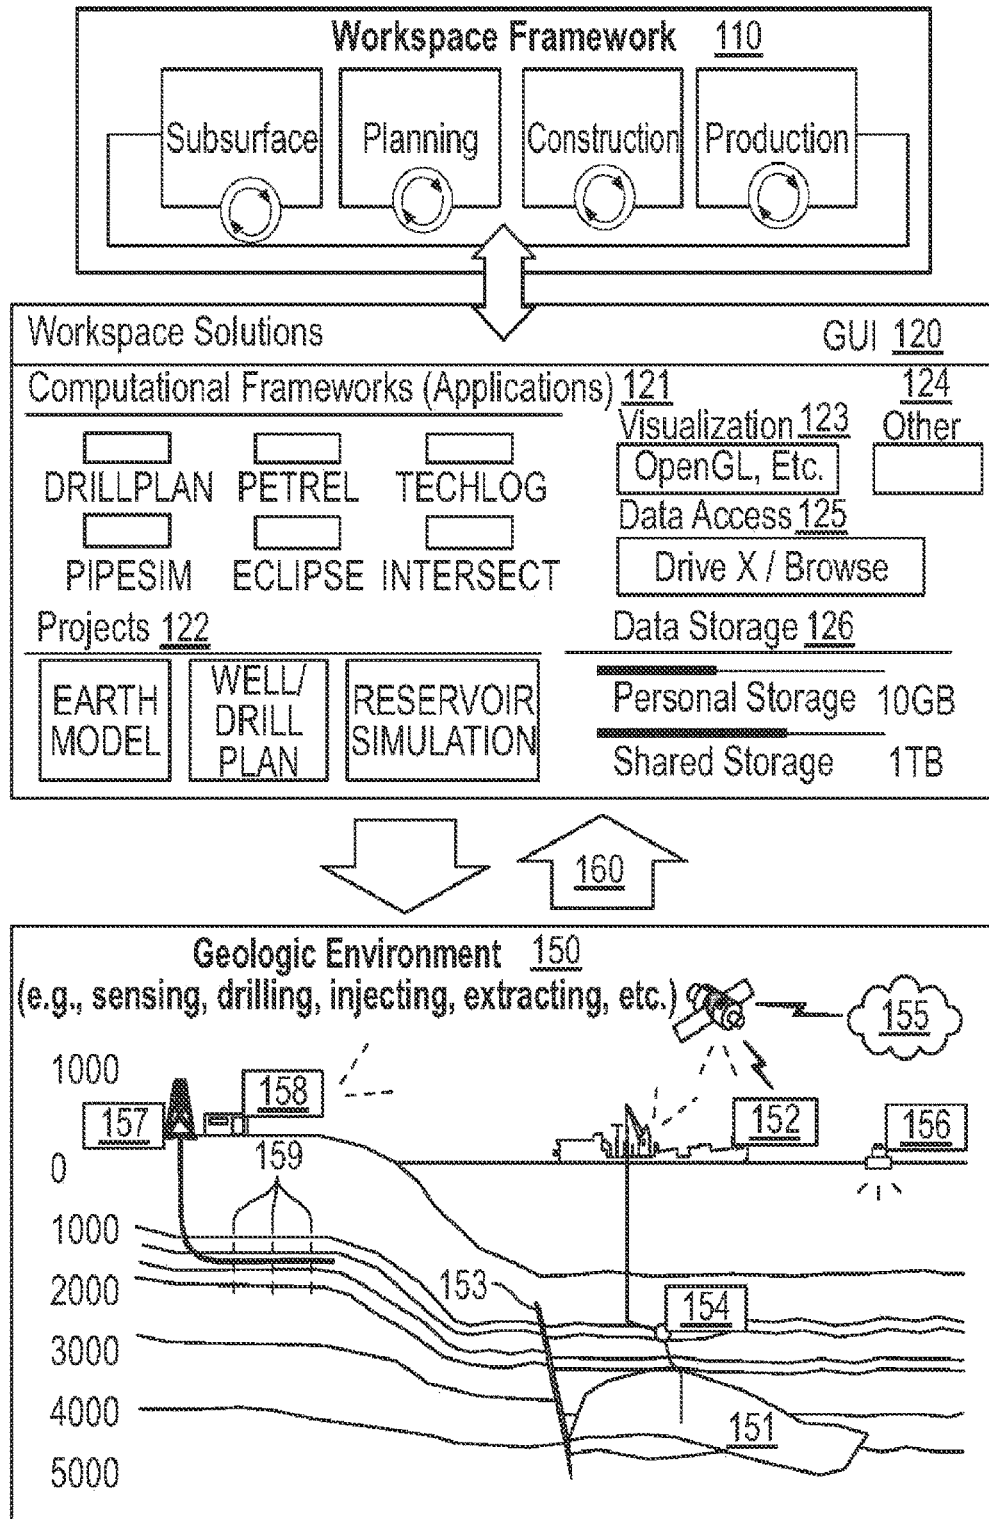 Workspace Framework 110
Subsurface Planning Construction Production
Workspace Solutions GUI 120
Computational Frameworks (Applications) 121
124
Visualization 123 Other
OpenGL, Etc.
DRILLPLAN PETREL TECHLOG
Data Access 125
Drive X / Browse
PIPESIM ECLIPSE INTERSECT
Projects 122
Data Storage 126
EARTH MODEL
WELL/ DRILL PLAN
RESERVOIR SIMULATION
Personal Storage 10GB
Shared Storage 1TB
160
Geologic Environment 150
(e.g., sensing, drilling, injecting, extracting, etc.)
155
1000
158
157
152
156
159
0
1000
153
2000
154
3000
4000
151
5000